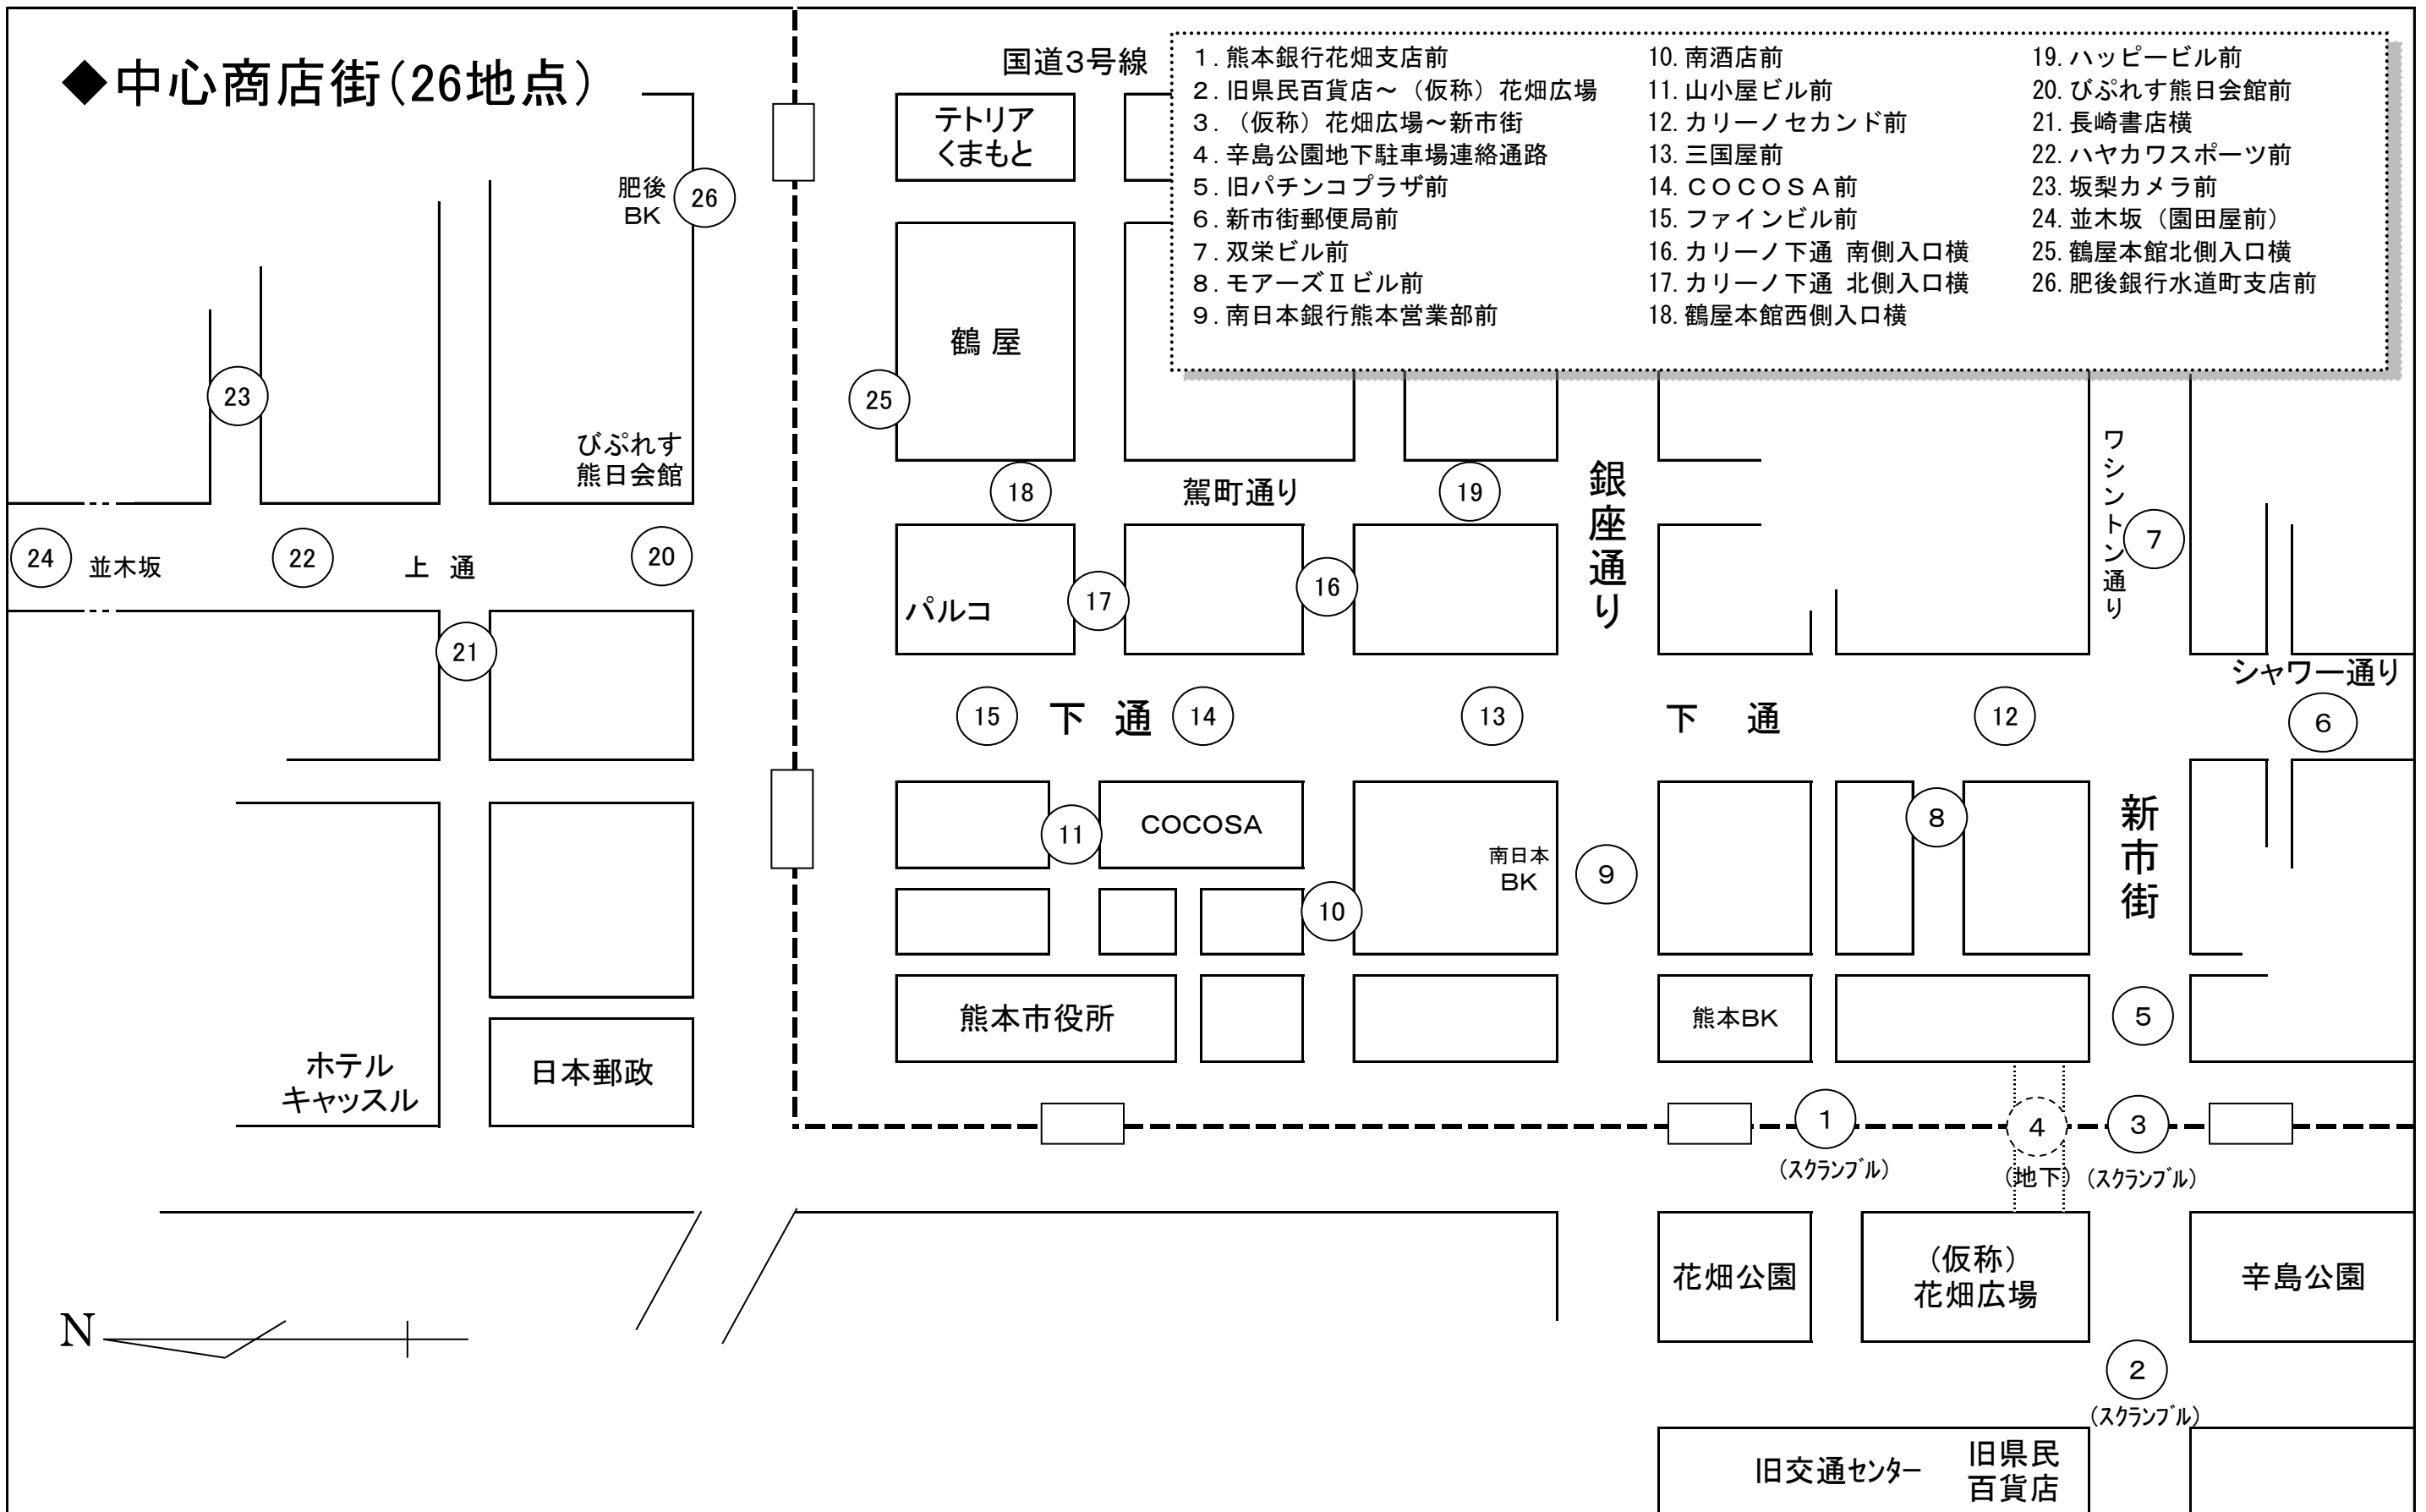 ◆中心商店街(26地点)
国道3号線
1. 熊本銀行花畑支店前
2. 旧県民百貨店～（仮称）花畑広場
3. （仮称）花畑広場～新市街
4. 辛島公園地下駐車場連絡通路
5. 旧パチンコプラザ前
6. 新市街郵便局前
7. 双栄ビル前
8. モアーズⅡビル前
9. 南日本銀行熊本営業部前
10. 南酒店前
11. 山小屋ビル前
12. カリーノセカンド前
13. 三国屋前
14. ＣＯＣＯＳＡ前
15. ファインビル前
16. カリーノ下通 南側入口横
17. カリーノ下通 北側入口横
18. 鶴屋本館西側入口横
19. ハッピービル前
20. びぷれす熊日会館前
21. 長崎書店横
22. ハヤカワスポーツ前
23. 坂梨カメラ前
24. 並木坂（園田屋前）
25. 鶴屋本館北側入口横
26. 肥後銀行水道町支店前
テトリア
くまもと
肥後
BK
26
鶴屋
23
25
びぷれす
熊日会館
18
駕町通り
19
銀座通り
ワシントン通り
7
24
並木坂
22
上通
20
パルコ
17
16
21
シャワー通り
15
下通
14
13
下通
12
6
11
COCOSA
8
新市街
南日本
BK
9
10
熊本市役所
熊本BK
5
ホテル
キャッスル
日本郵政
1
(スクランブル)
4
(地下)
3
(スクランブル)
花畑公園
(仮称)
花畑広場
辛島公園
N
2
(スクランブル)
旧交通センター
旧県民
百貨店